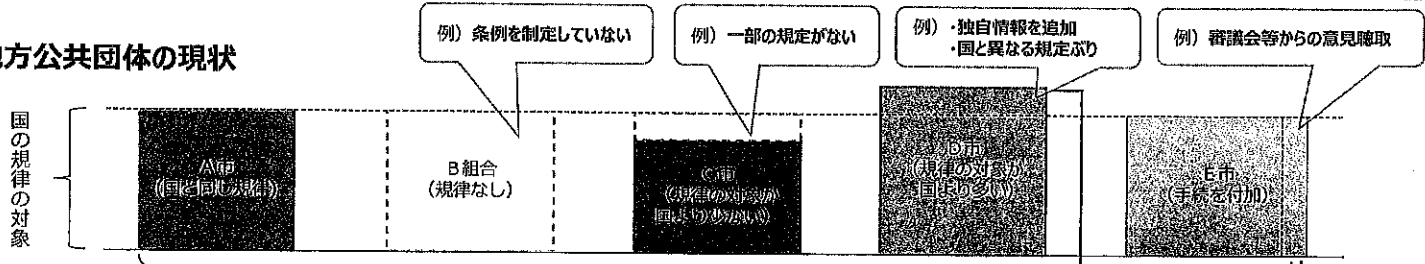 例）条例を制定していない
例）一部の規定がない
例）・独自情報を追加
・国と異なる規定ぶり
例）審議会等からの意見聴取
方公共団体の現状
国の規律の対象
A市
（国と同じ規律）
B組合
（規律なし）
C市
（規律の対象が
国より少ない）
D市
（規律の対象が
国より多い）
E市
（手続を付加）